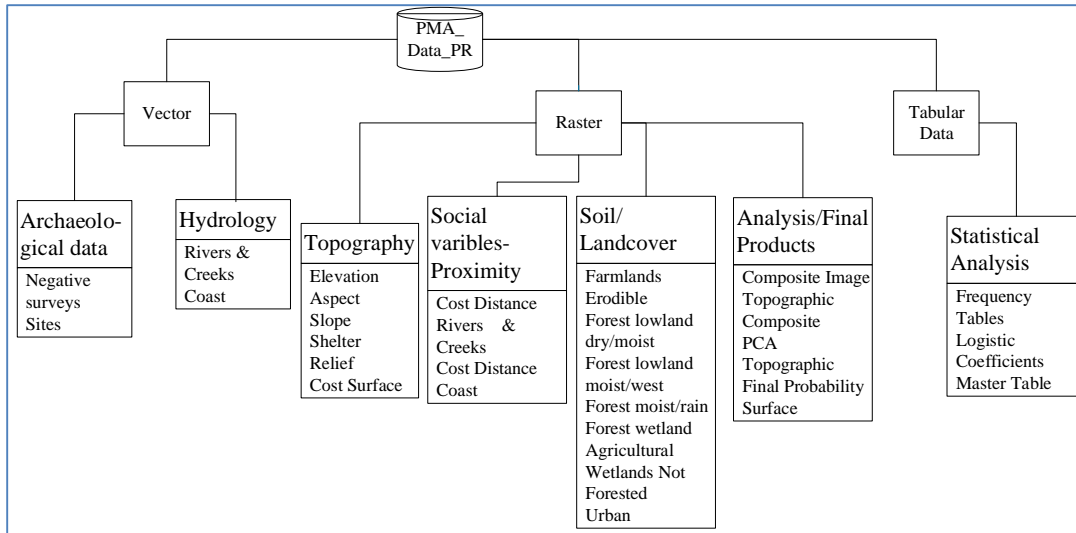 PMA_
Data_PR
Vector
Raster
Tabular
Data
Archaeolo-
gical data
Negative
surveys
Sites
Hydrology
Rivers &
Creeks
Coast
Topography
Elevation
Aspect
Slope
Shelter
Relief
Cost Surface
Social
varibles-
Proximity
Cost Distance
Rivers &
Creeks
Cost Distance
Coast
Soil/
Landcover
Farmlands
Erodible
Forest lowland
dry/moist
Forest lowland
moist/west
Forest moist/rain
Forest wetland
Agricultural
Wetlands Not
Forested
Urban
Analysis/Final
Products
Composite Image
Topographic
Composite
PCA
Topographic
Final Probability
Surface
Statistical
Analysis
Frequency
Tables
Logistic
Coefficients
Master Table